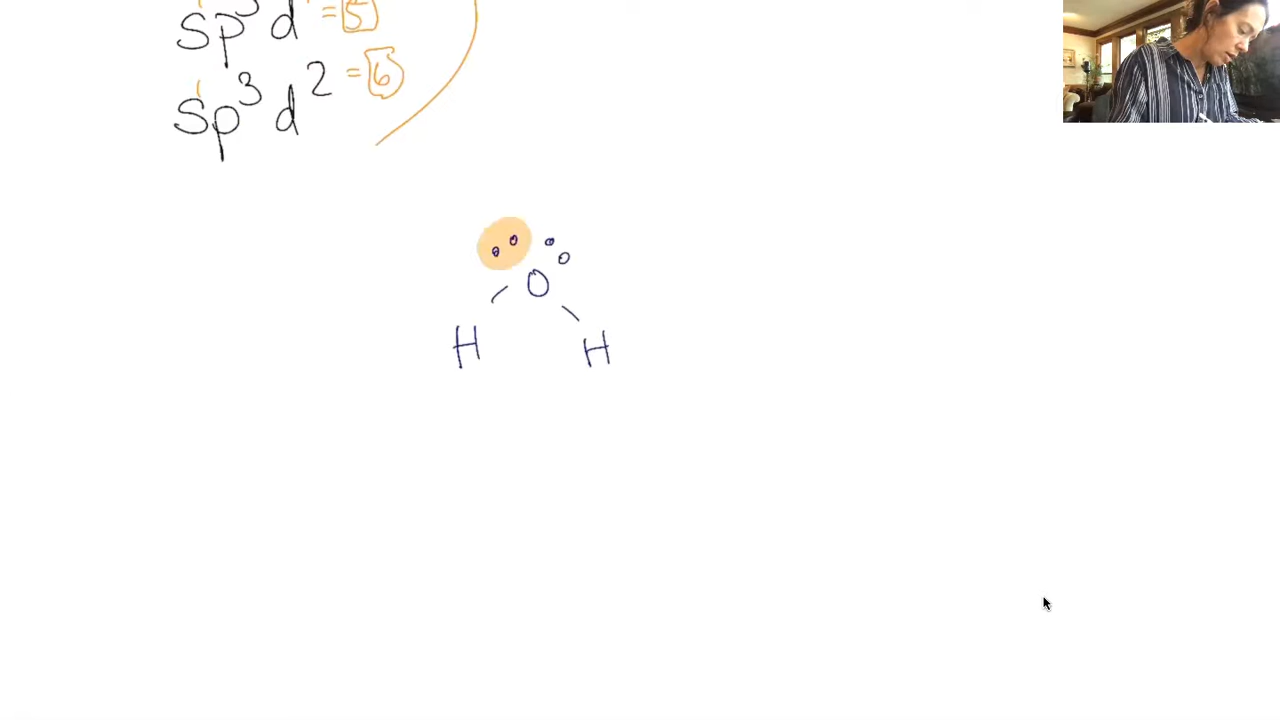 sp³d¹ = 5
sp³d² = 6
O
H H